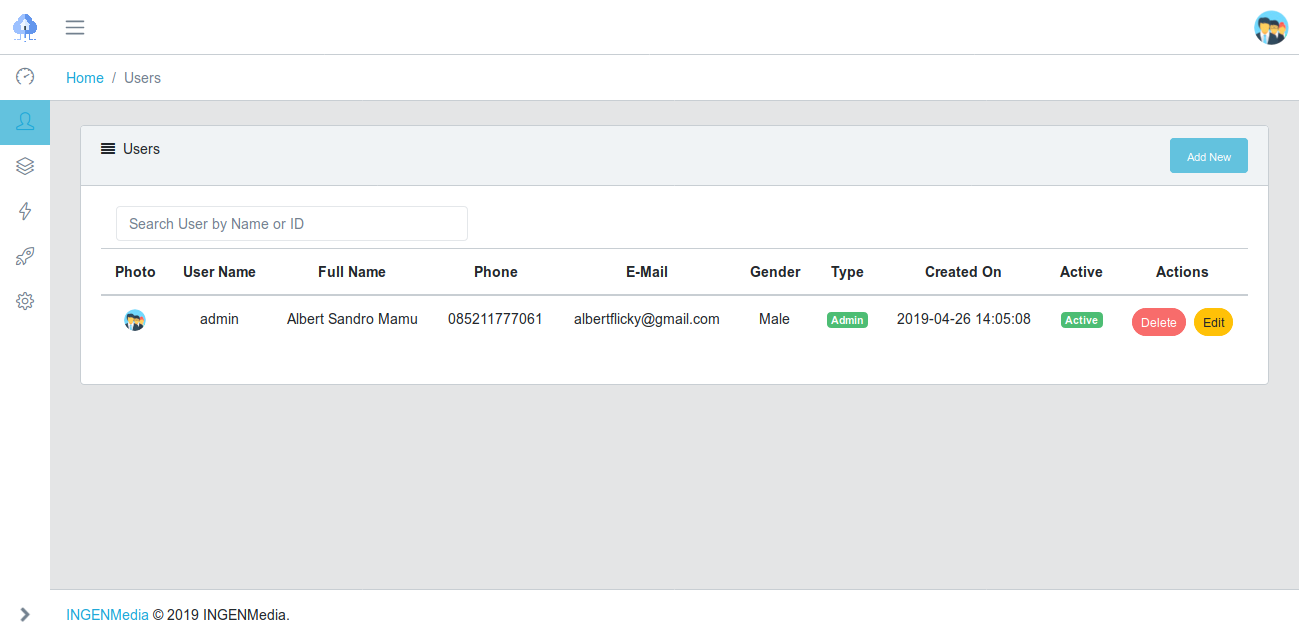 Home / Users
Users
Add New
Search User by Name or ID
Photo User Name Full Name Phone E-Mail Gender Type Created On Active Actions
admin Albert Sandro Mamu 085211777061 albertflicky@gmail.com Male Admin 2019-04-26 14:05:08 Active Delete Edit
INGENMedia © 2019 INGENMedia.